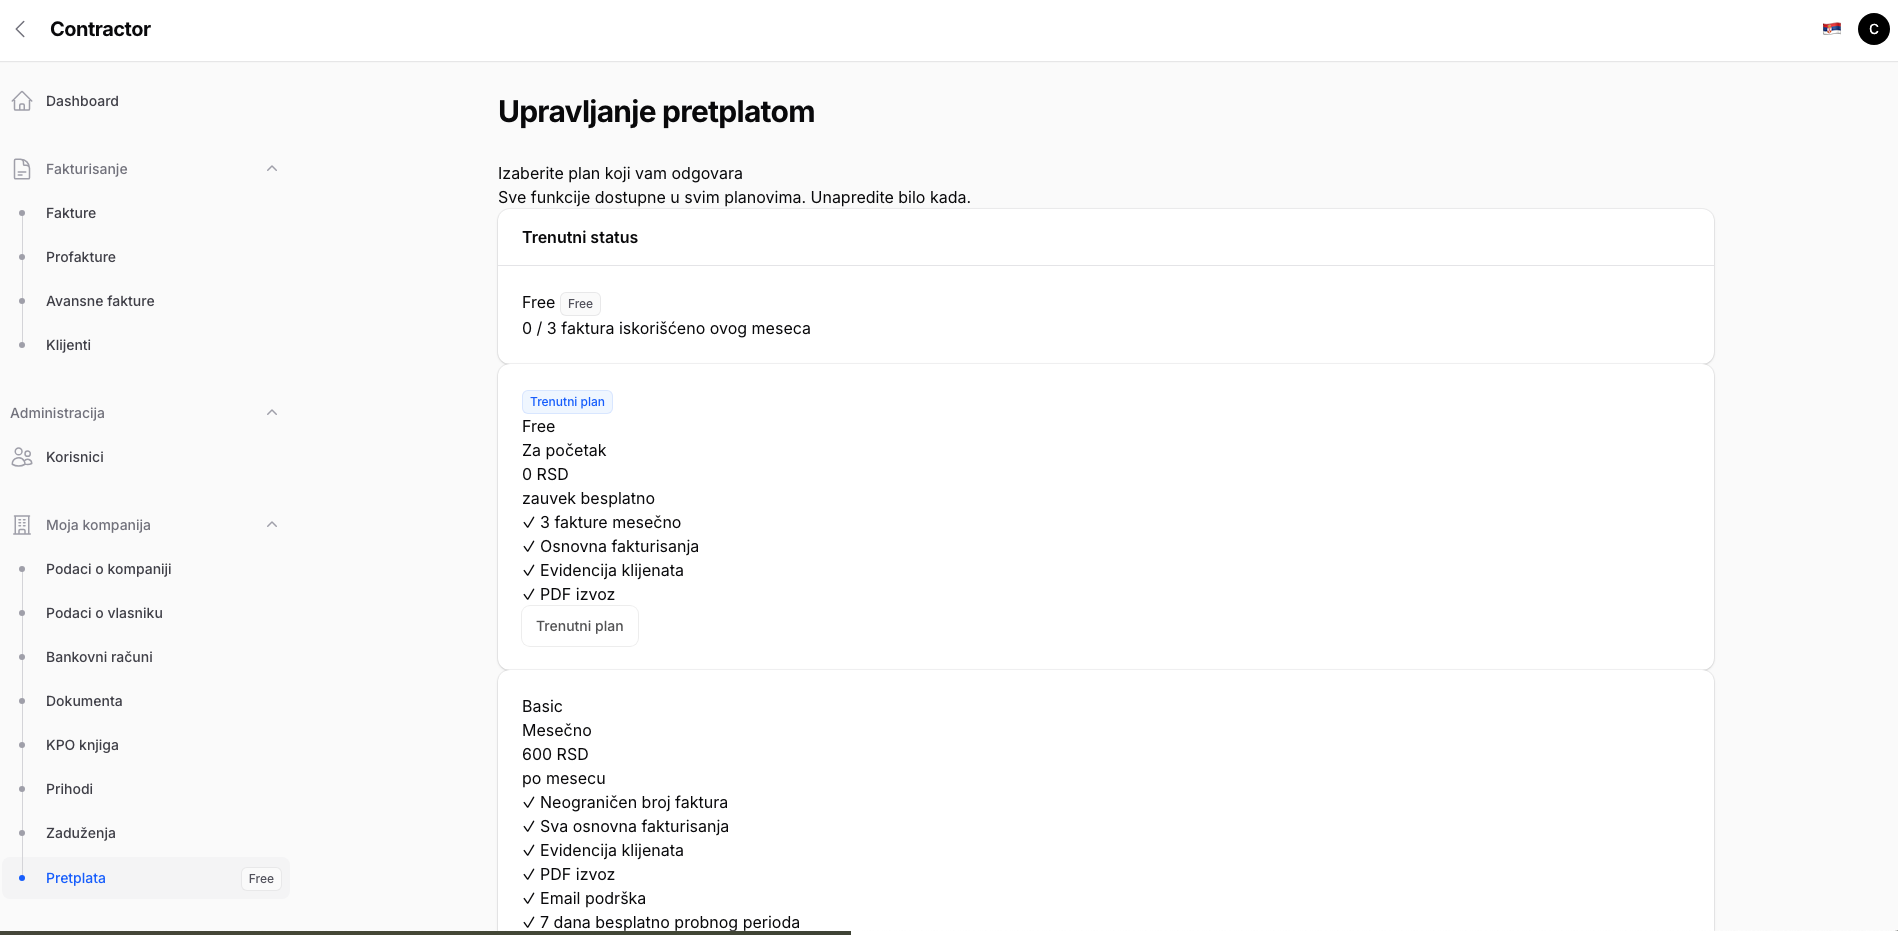 Contractor
C
Dashboard
Fakturisanje
Fakture
Profakture
Avansne fakture
Klijenti
Administracija
Korisnici
Moja kompanija
Podaci o kompaniji
Podaci o vlasniku
Bankovni računi
Dokumenta
KPO knjiga
Prihodi
Zaduženja
Pretplata Free
Upravljanje pretplatom
Izaberite plan koji vam odgovara
Sve funkcije dostupne u svim planovima. Unapredite bilo kada.
Trenutni status
Free Free
0 / 3 faktura iskorišćeno ovog meseca
Trenutni plan
Free
Za početak
0 RSD
zauvek besplatno
✓ 3 fakture mesečno
✓ Osnovna fakturisanja
✓ Evidencija klijenata
✓ PDF izvoz
Trenutni plan
Basic
Mesečno
600 RSD
po mesecu
✓ Neograničen broj faktura
✓ Sva osnovna fakturisanja
✓ Evidencija klijenata
✓ PDF izvoz
✓ Email podrška
✓ 7 dana besplatno probnog perioda